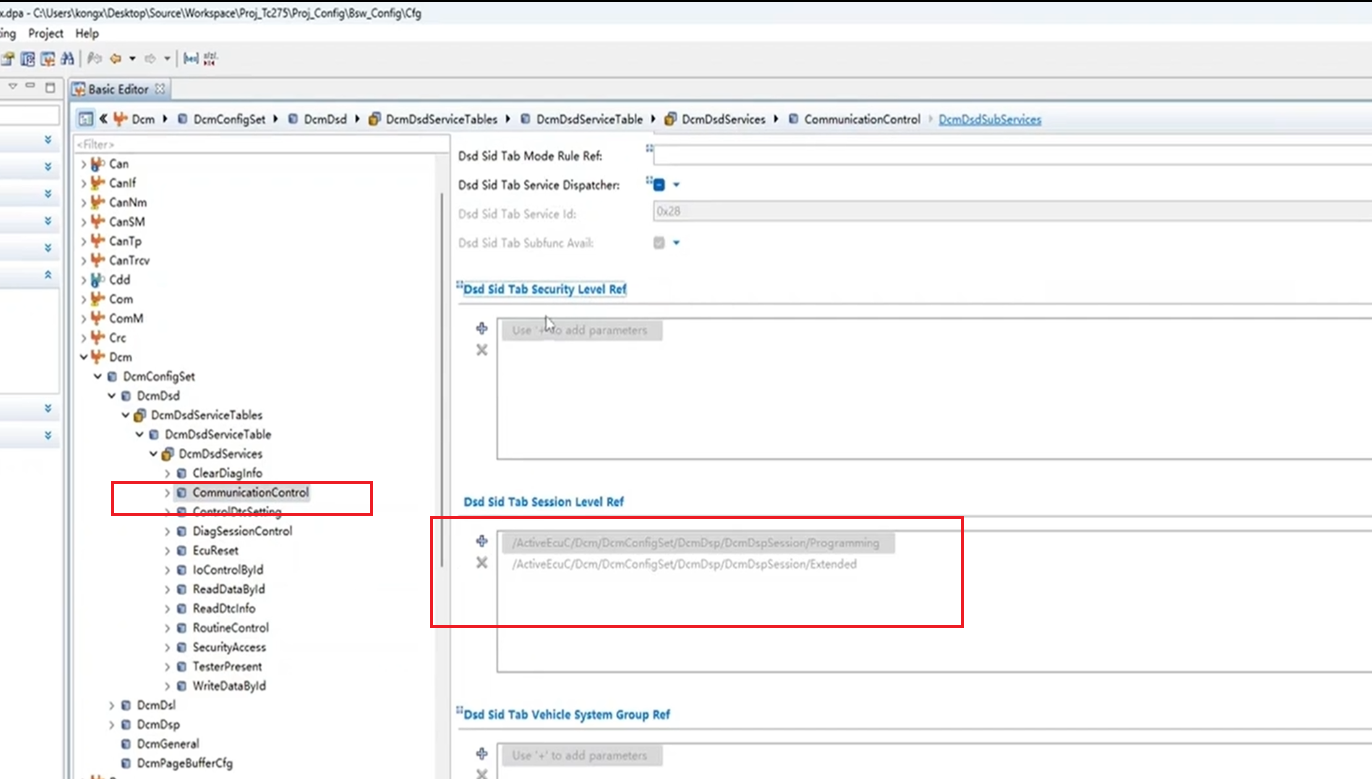 x.dpa - C:\Users\kongx\Desktop\Source\Workspace\Proj_Tc275\Proj_Config\Bsw_Config\Cfg
ing Project Help
Basic Editor
Dcm DcmConfigSet DcmDsd DcmDsdServiceTables DcmDsdServiceTable DcmDsdServices CommunicationControl DcmDsdSubServices
<Filter>
Can
CanIf
CanNm
CanSM
CanTp
CanTrcv
Cdd
Com
ComM
Crc
Dcm
DcmConfigSet
DcmDsd
DcmDsdServiceTables
DcmDsdServiceTable
DcmDsdServices
ClearDiagInfo
CommunicationControl
ControlDtcSetting
DiagSessionControl
EcuReset
IoControlById
ReadDataById
ReadDtcInfo
RoutineControl
SecurityAccess
TesterPresent
WriteDataById
DcmDsl
DcmDsp
DcmGeneral
DcmPageBufferCfg
Dsd Sid Tab Mode Rule Ref:
Dsd Sid Tab Service Dispatcher:
Dsd Sid Tab Service Id: 0x28
Dsd Sid Tab Subfunc Avail:
Dsd Sid Tab Security Level Ref
Use '+' to add parameters
Dsd Sid Tab Session Level Ref
/ActiveEcuC/Dcm/DcmConfigSet/DcmDsp/DcmDspSession/Programming
/ActiveEcuC/Dcm/DcmConfigSet/DcmDsp/DcmDspSession/Extended
Dsd Sid Tab Vehicle System Group Ref
Use '+' to add parameters